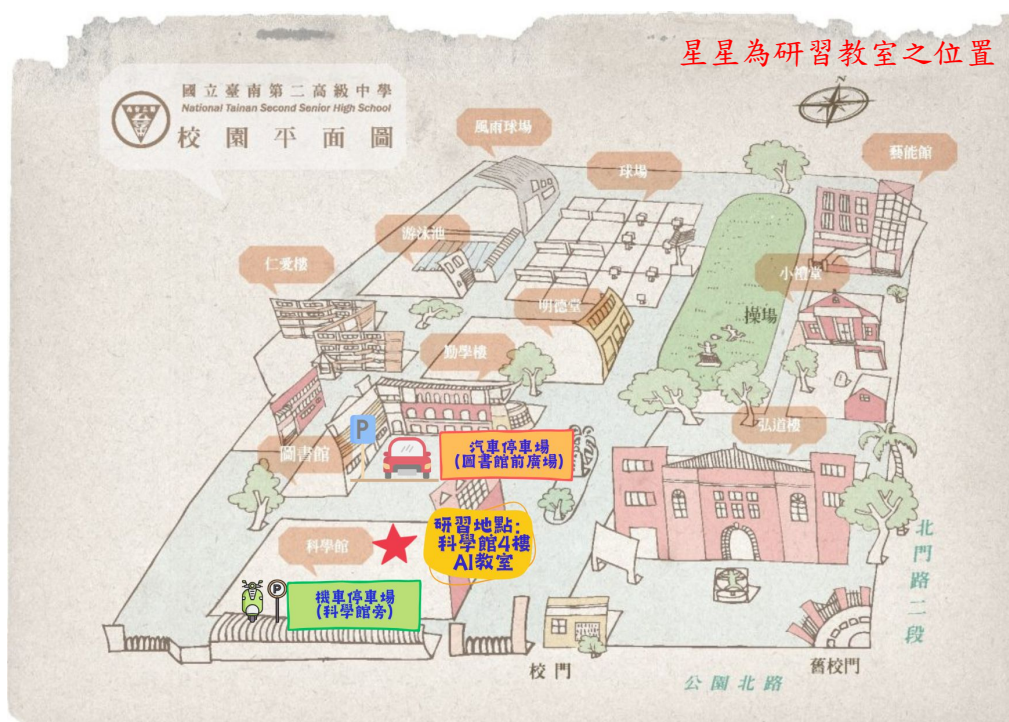 星星為研習教室之位置
國立臺南第二高級中學
National Tainan Second Senior High School
校園平面圖
N
風雨球場
球場
藝能館
游泳池
仁愛樓
小禮堂
明德堂
操場
勤學樓
弘道樓
P
圖書館
汽車停車場
(圖書館前廣場)
研習地點:
科學館4樓
AI教室
科學館
P
機車停車場
(科學館旁)
北門路二段
校門
舊校門
公園北路